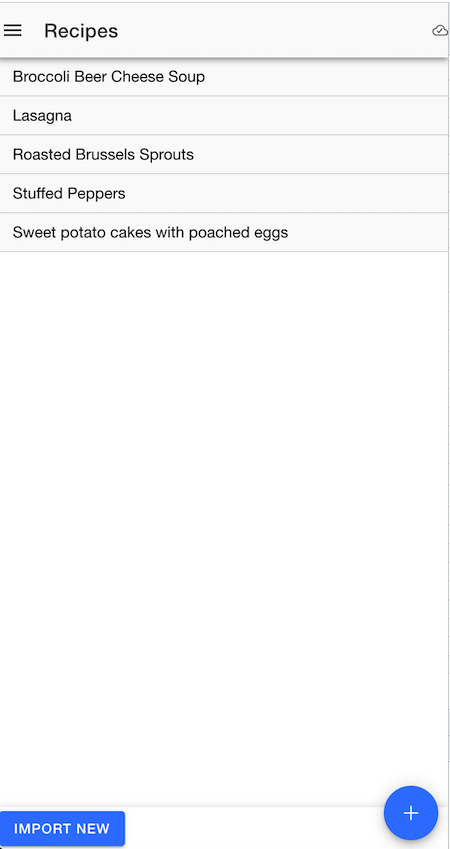 Recipes
Broccoli Beer Cheese Soup
Lasagna
Roasted Brussels Sprouts
Stuffed Peppers
Sweet potato cakes with poached eggs
IMPORT NEW